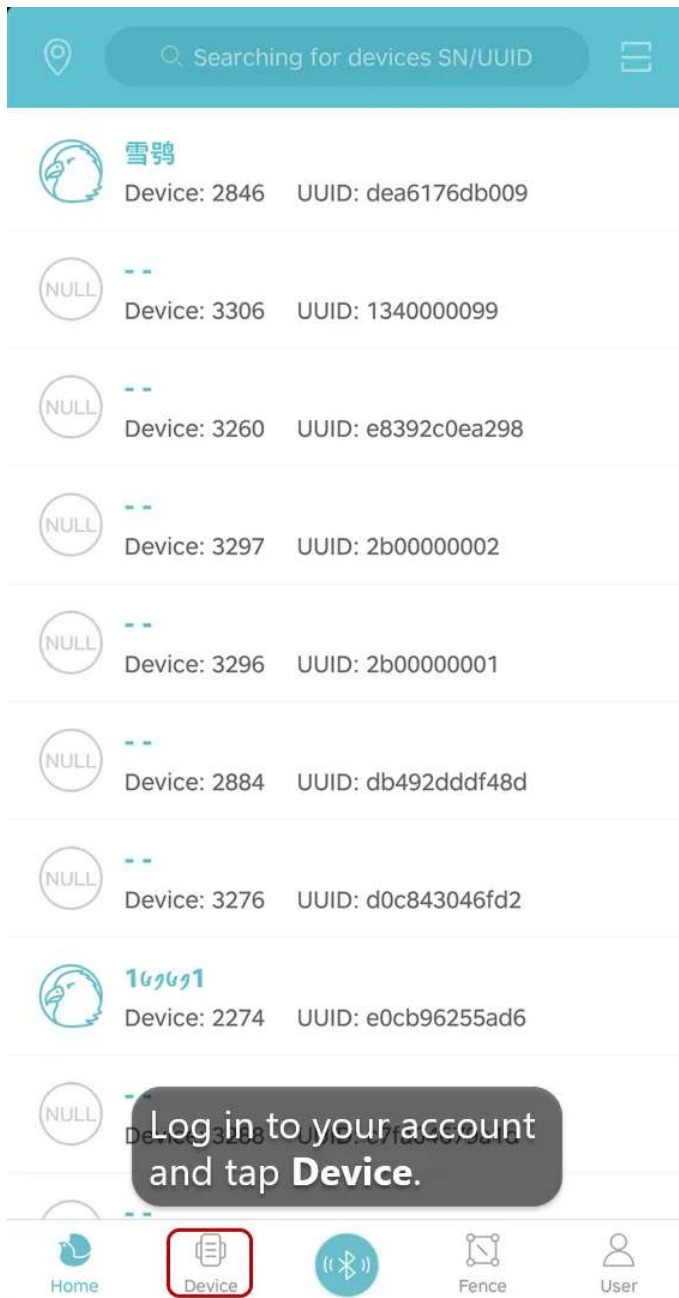 Searching for devices SN/UUID
雪鸮
Device: 2846 UUID: dea6176db009
NULL
- -
Device: 3306 UUID: 1340000099
NULL
- -
Device: 3260 UUID: e8392c0ea298
NULL
- -
Device: 3297 UUID: 2b00000002
NULL
- -
Device: 3296 UUID: 2b00000001
NULL
- -
Device: 2884 UUID: db492dddf48d
NULL
- -
Device: 3276 UUID: d0c843046fd2
Device: 2274 UUID: e0cb96255ad6
NULL
- -
Log in to your account
and tap Device.
- -
Home Device Fence User